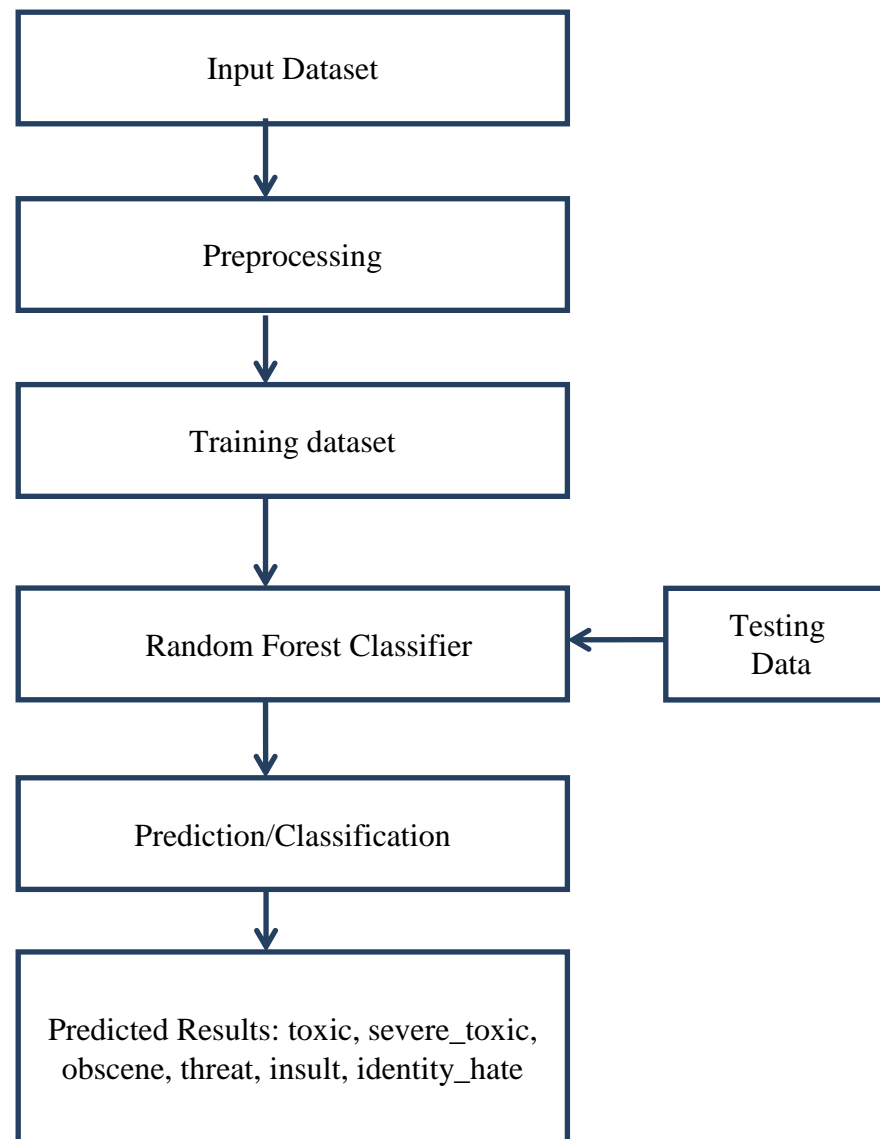 Input Dataset
Preprocessing
Training dataset
Random Forest Classifier
Testing
Data
Prediction/Classification
Predicted Results: toxic, severe_toxic,
obscene, threat, insult, identity_hate